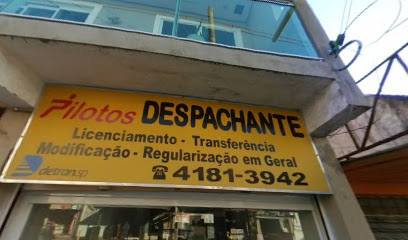 Pilotos DESPACHANTE
Licenciamento - Transferência
Modificação - Regularização em Geral
detran.sp ☎4181-3942